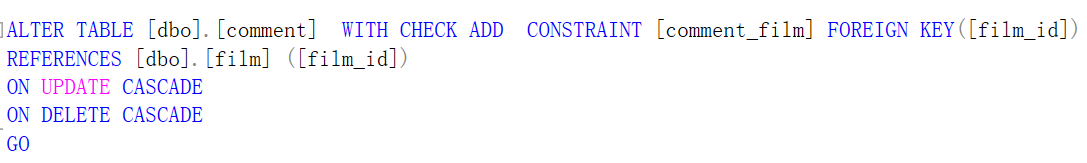 ALTER TABLE [dbo].[comment]  WITH CHECK ADD  CONSTRAINT [comment_film] FOREIGN KEY([film_id])
REFERENCES [dbo].[film] ([film_id])
ON UPDATE CASCADE
ON DELETE CASCADE
GO